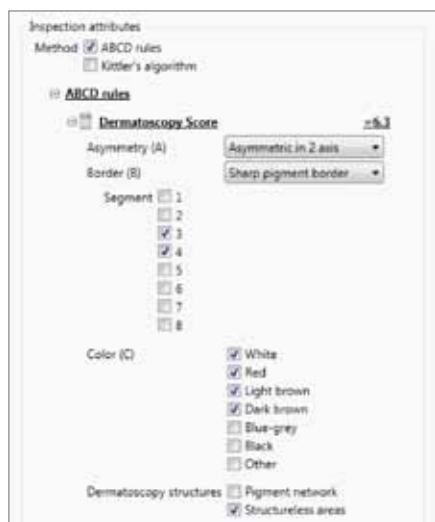 Inspection attributes
Method ABCD rules
Kittler's algorithm
ABCD rules
Dermatoscopy Score =6.3
Asymmetry (A) Asymmetric in 2 axis
Border (B) Sharp pigment border
Segment 1
2
3
4
5
6
7
8
Color (C) White
Red
Light brown
Dark brown
Blue-grey
Black
Other
Dermatoscopy structures Pigment network
Structureless areas